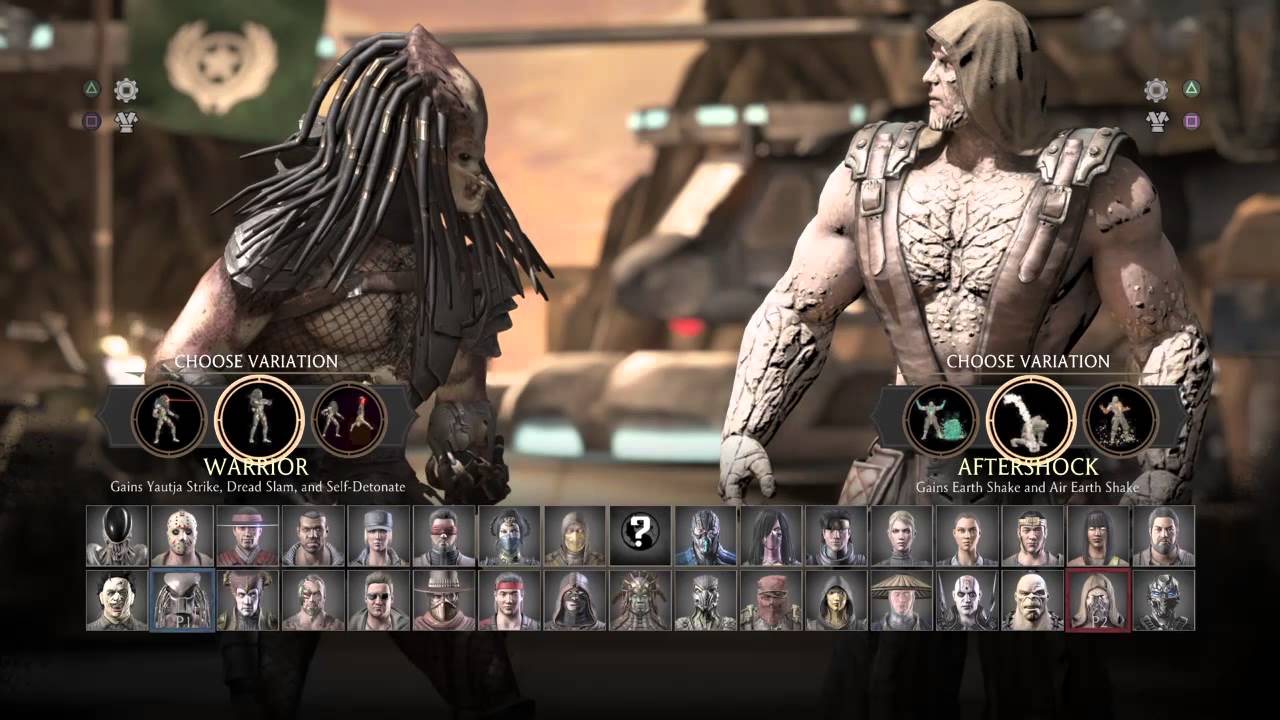 CHOOSE VARIATION
WARRIOR
Gains Yautja Strike, Dread Slam, and Self-Detonate
CHOOSE VARIATION
AFTERSHOCK
Gains Earth Shake and Air Earth Shake
?
P1
P2